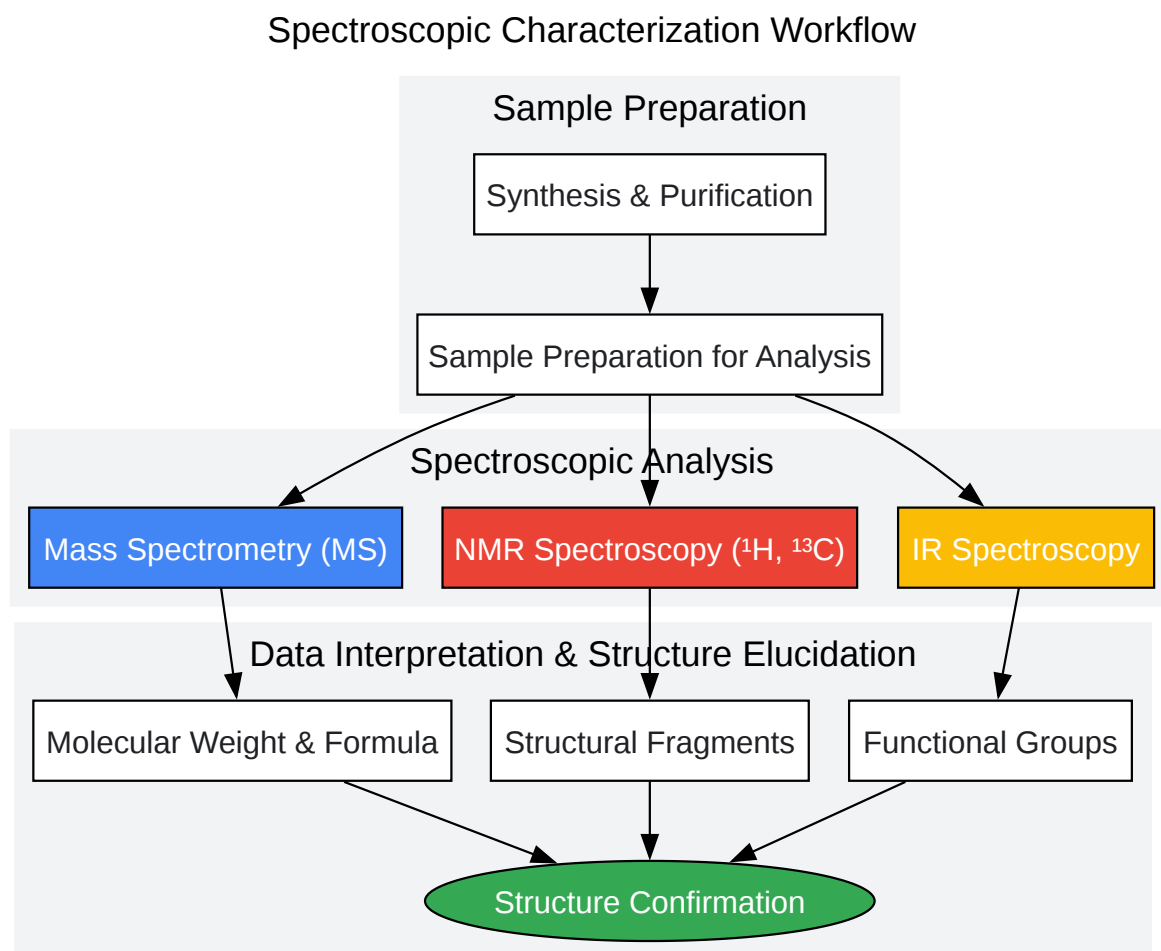 Spectroscopic Characterization Workflow
Sample Preparation
Synthesis & Purification
Sample Preparation for Analysis
Spectroscopic Analysis
Mass Spectrometry (MS)
NMR Spectroscopy (¹H, ¹³C)
IR Spectroscopy
Data Interpretation & Structure Elucidation
Molecular Weight & Formula
Structural Fragments
Functional Groups
Structure Confirmation